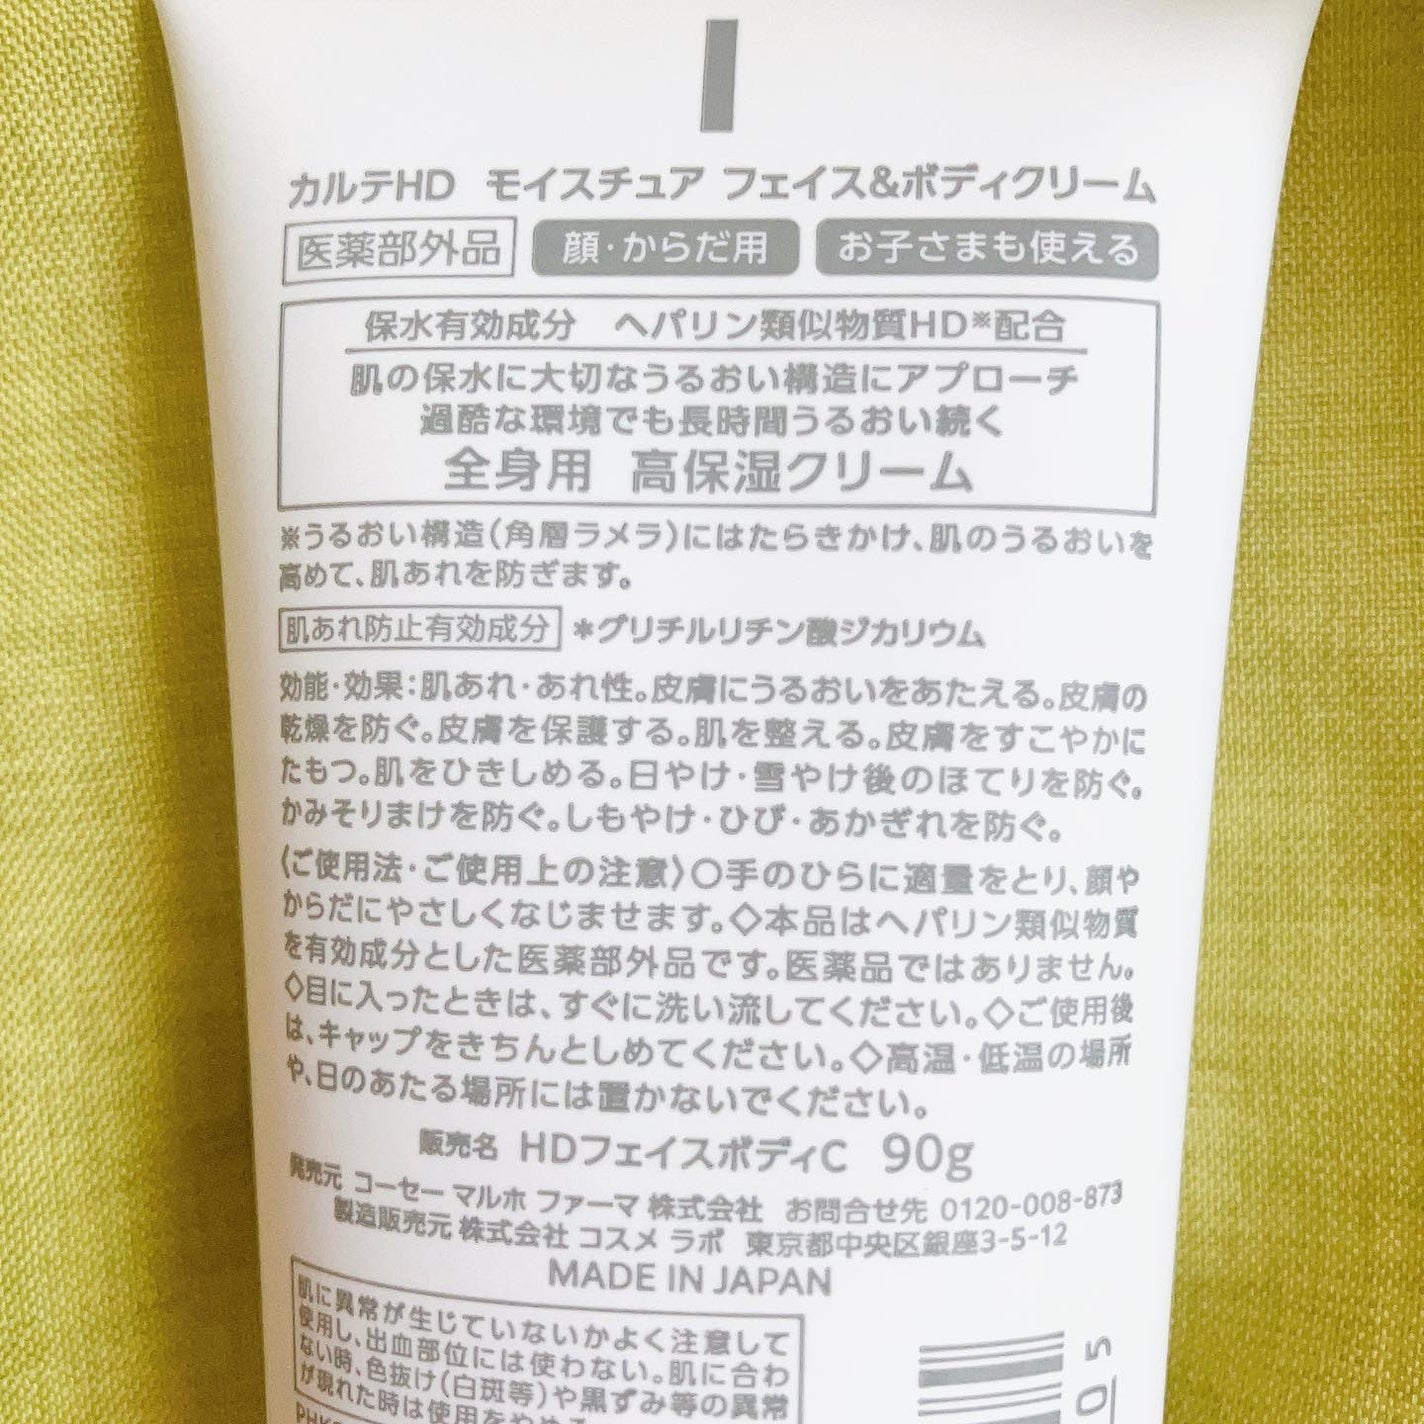 カルテHD モイスチュア フェイス&ボディクリーム
医薬部外品 顔・からだ用 お子さまも使える
保水有効成分 ヘパリン類似物質HD※配合
肌の保水に大切なうるおい構造にアプローチ
過酷な環境でも長時間うるおい続く
全身用 高保湿クリーム
※うるおい構造(角層ラメラ)にはたらきかけ、肌のうるおいを
高めて、肌あれを防ぎます。
肌あれ防止有効成分 *グリチルリチン酸ジカリウム
効能・効果:肌あれ・あれ性。皮膚にうるおいをあたえる。皮膚の
乾燥を防ぐ。皮膚を保護する。肌を整える。皮膚をすこやかに
たもつ。肌をひきしめる。日やけ・雪やけ後のほてりを防ぐ。
かみそりまけを防ぐ。しもやけ・ひび・あかぎれを防ぐ。
〈ご使用法・ご使用上の注意〉○手のひらに適量をとり、顔や
からだにやさしくなじませます。◇本品はヘパリン類似物質
を有効成分とした医薬部外品です。医薬品ではありません。
◇目に入ったときは、すぐに洗い流してください。◇ご使用後
は、キャップをきちんとしめてください。◇高温・低温の場所
や、日のあたる場所には置かないでください。
販売名 HDフェイスボディC 90g
発売元 コーセー マルホ ファーマ 株式会社 お問合せ先 0120-008-873
製造販売元 株式会社 コスメ ラボ 東京都中央区銀座3-5-12
MADE IN JAPAN
肌に異常が生じていないかよく注意して
使用し、出血部位には使わない。肌に合わ
ない時、色抜け(白斑等)や黒ずみ等の異常
が現れた時は使用をやめる
05